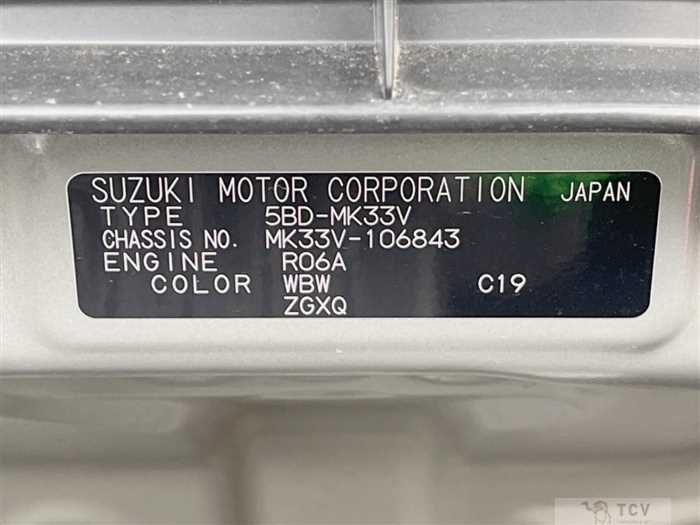 SUZUKI MOTOR CORPORATION JAPAN
TYPE 5BD-MK33V
CHASSIS NO. MK33V-106843
ENGINE R06A
COLOR WBW C19
ZGXQ
TCV